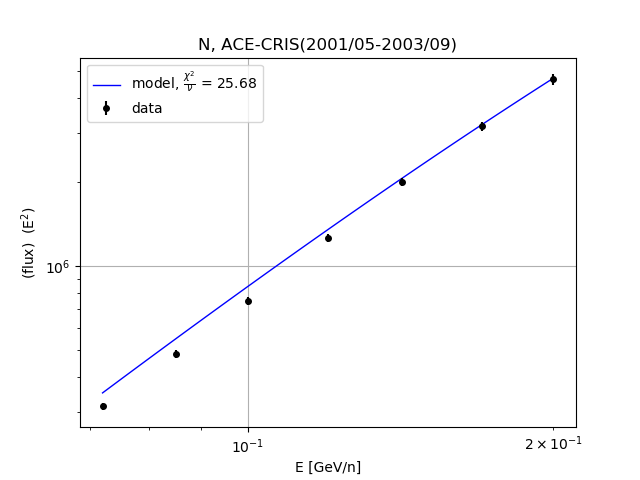 N, ACE-CRIS(2001/05-2003/09)
model, χ²/ν = 25.68
data
(flux) (E²)
10⁶
10⁻¹
2 × 10⁻¹
E [GeV/n]